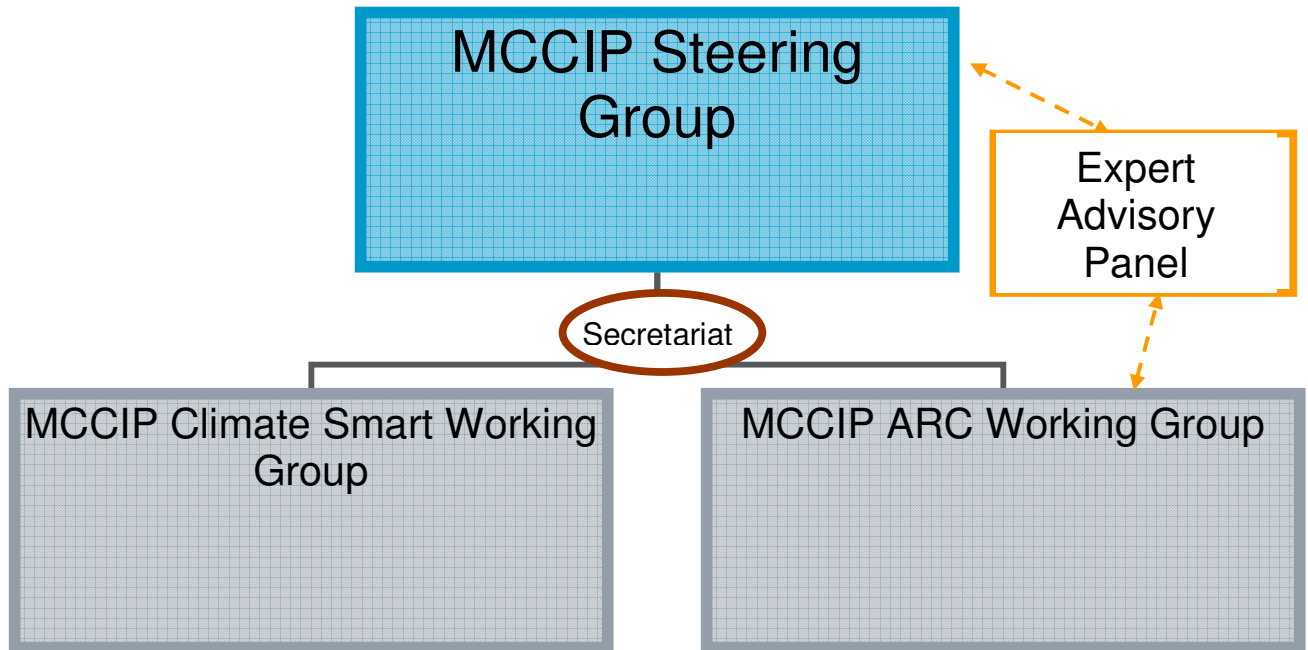 MCCIP Steering
Group
Expert
Advisory
Panel
Secretariat
MCCIP Climate Smart Working
Group
MCCIP ARC Working Group